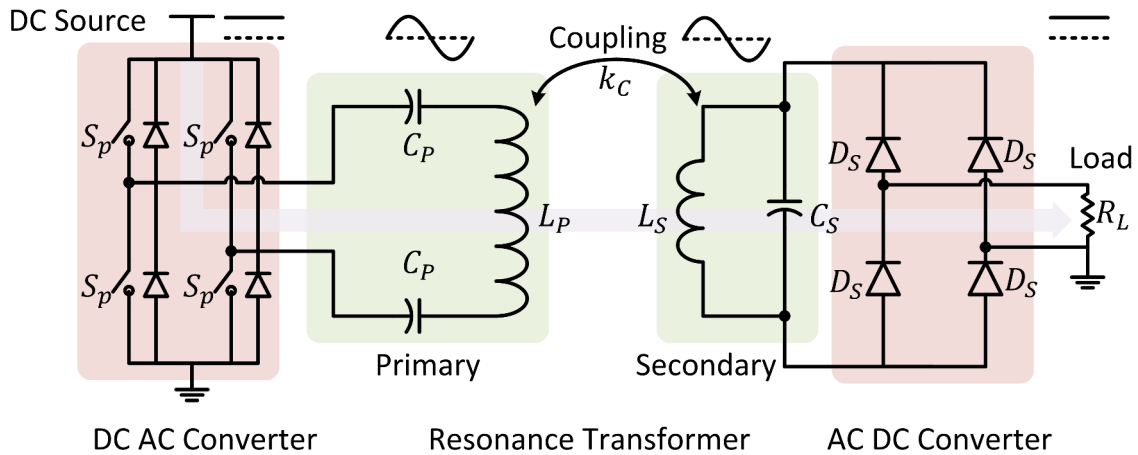 DC Source
Coupling
k_C
S_p
S_p
C_P
D_S
D_S
Load
L_P
L_S
C_S
R_L
S_p
S_p
C_P
D_S
D_S
Primary
Secondary
DC AC Converter
Resonance Transformer
AC DC Converter